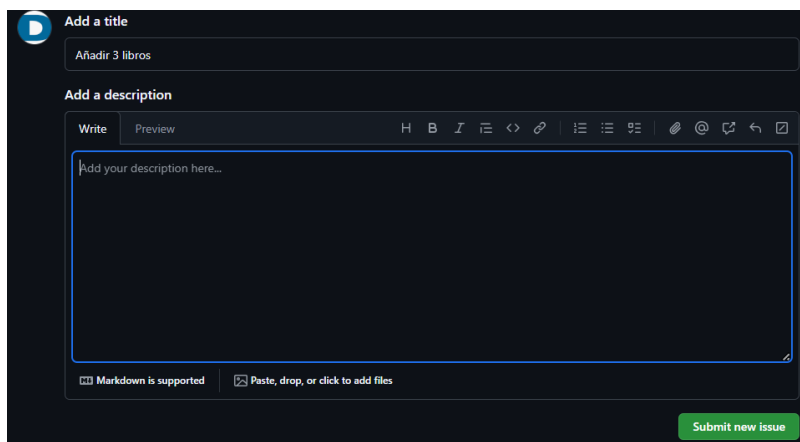 D
Add a title
Añadir 3 libros
Add a description
Write Preview H B I <>
@
Add your description here...
Markdown is supported Paste, drop, or click to add files
Submit new issue